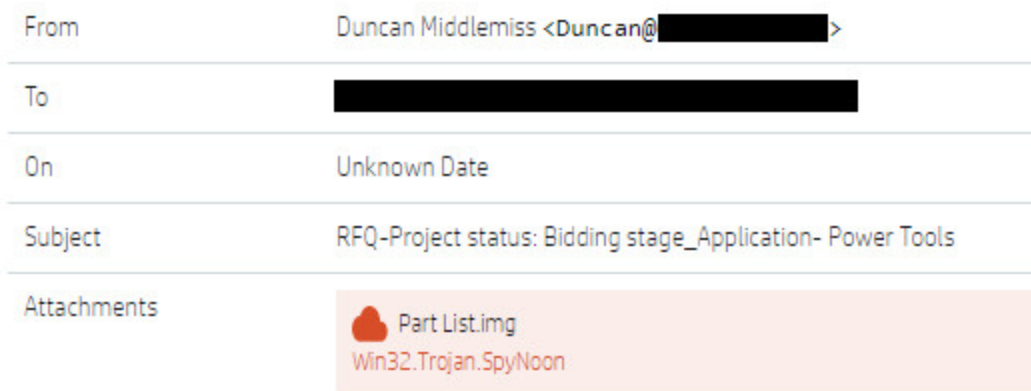 From Duncan Middlemiss <Duncan@ >
To
On Unknown Date
Subject RFQ-Project status: Bidding stage_Application- Power Tools
Attachments Part List.img
Win32.Trojan.SpyNoon